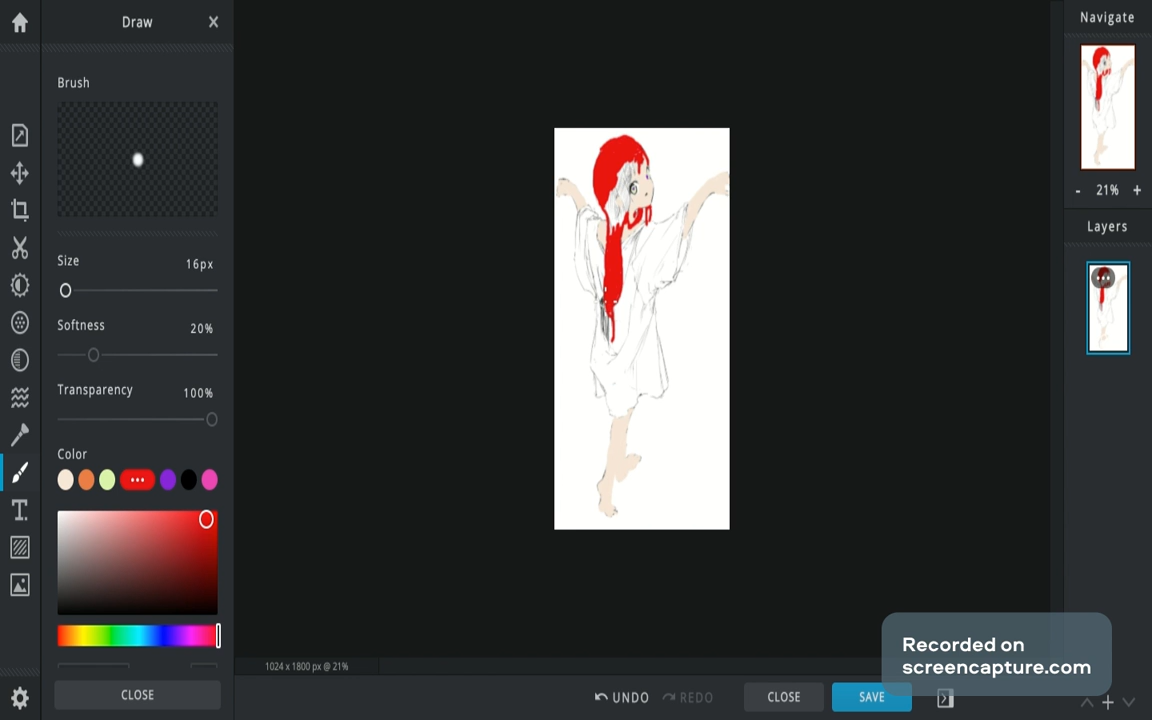 Draw
Navigate
Brush
- 21% +
Layers
Size 16px
Softness 20%
Transparency 100%
Color
Recorded on
screencapture.com
1024 x 1800 px @ 21%
CLOSE
UNDO
REDO
CLOSE
SAVE